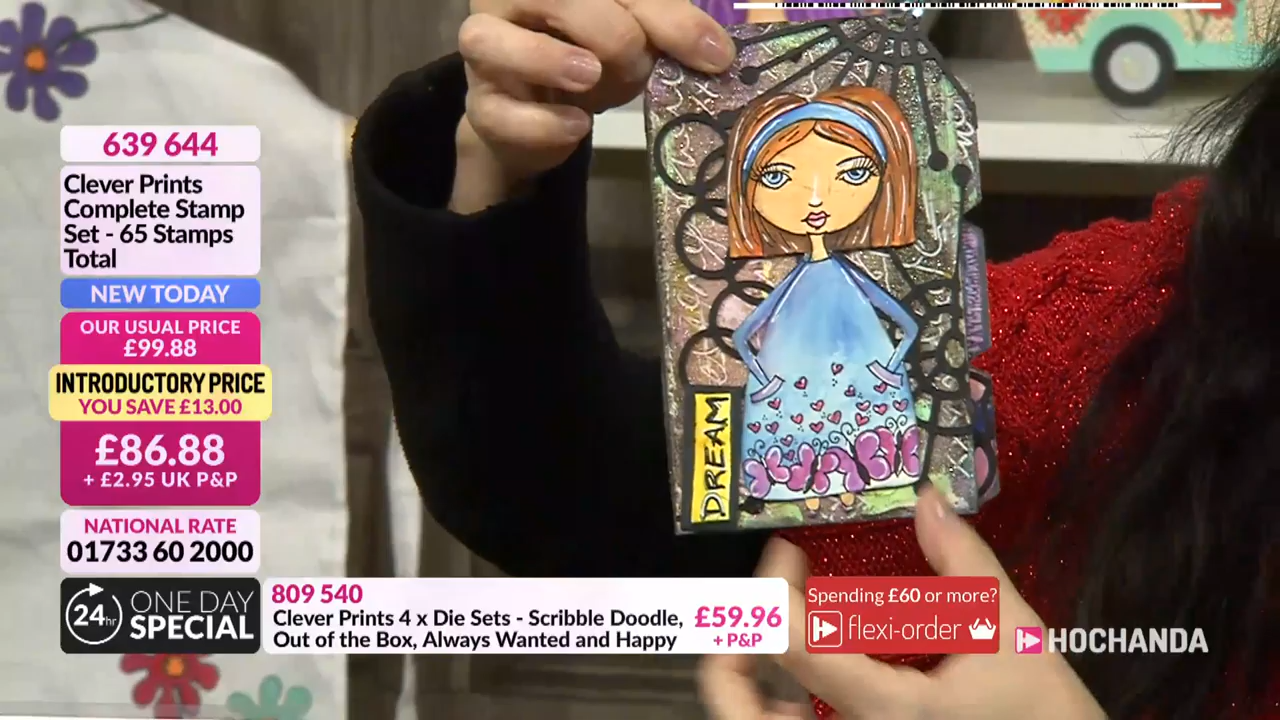 639 644
Clever Prints
Complete Stamp
Set - 65 Stamps
Total
NEW TODAY
OUR USUAL PRICE
£99.88
INTRODUCTORY PRICE
YOU SAVE £13.00
£86.88
+ £2.95 UK P&P
NATIONAL RATE
01733 60 2000
24hr
ONE DAY
SPECIAL
809 540
Clever Prints 4 x Die Sets - Scribble Doodle,
Out of the Box, Always Wanted and Happy
£59.96
+ P&P
Spending £60 or more?
flexi-order
HOCHANDA
DREAM